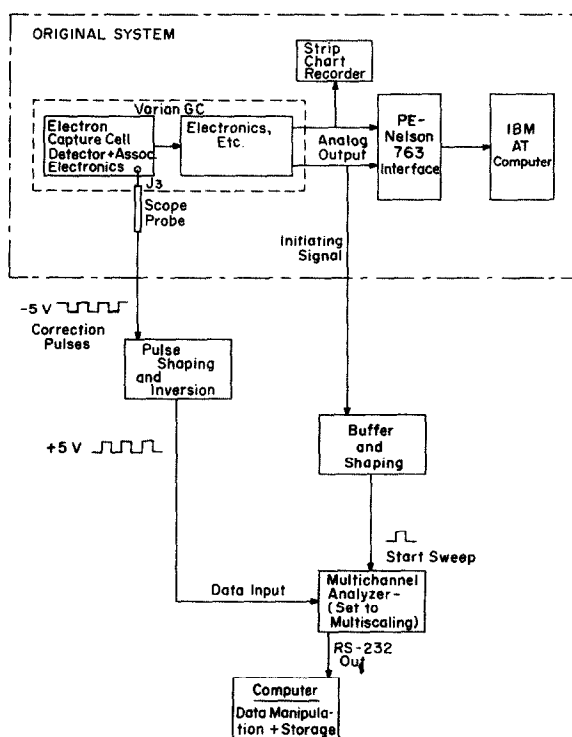 ORIGINAL SYSTEM
Strip
Chart
Recorder
Varian GC
Electron
Capture Cell
Detector+Assoc.
Electronics
Electronics,
Etc.
Analog
Output
PE-
Nelson
763
Interface
IBM
AT
Computer
J3
Scope
Probe
Initiating
Signal
-5 V
Correction
Pulses
Pulse
Shaping
and
Inversion
+5 V
Buffer
and
Shaping
Start Sweep
Data Input
Multichannel
Analyzer-
(Set to
Multiscaling)
RS-232
Out
Computer
Data Manipula-
tion + Storage